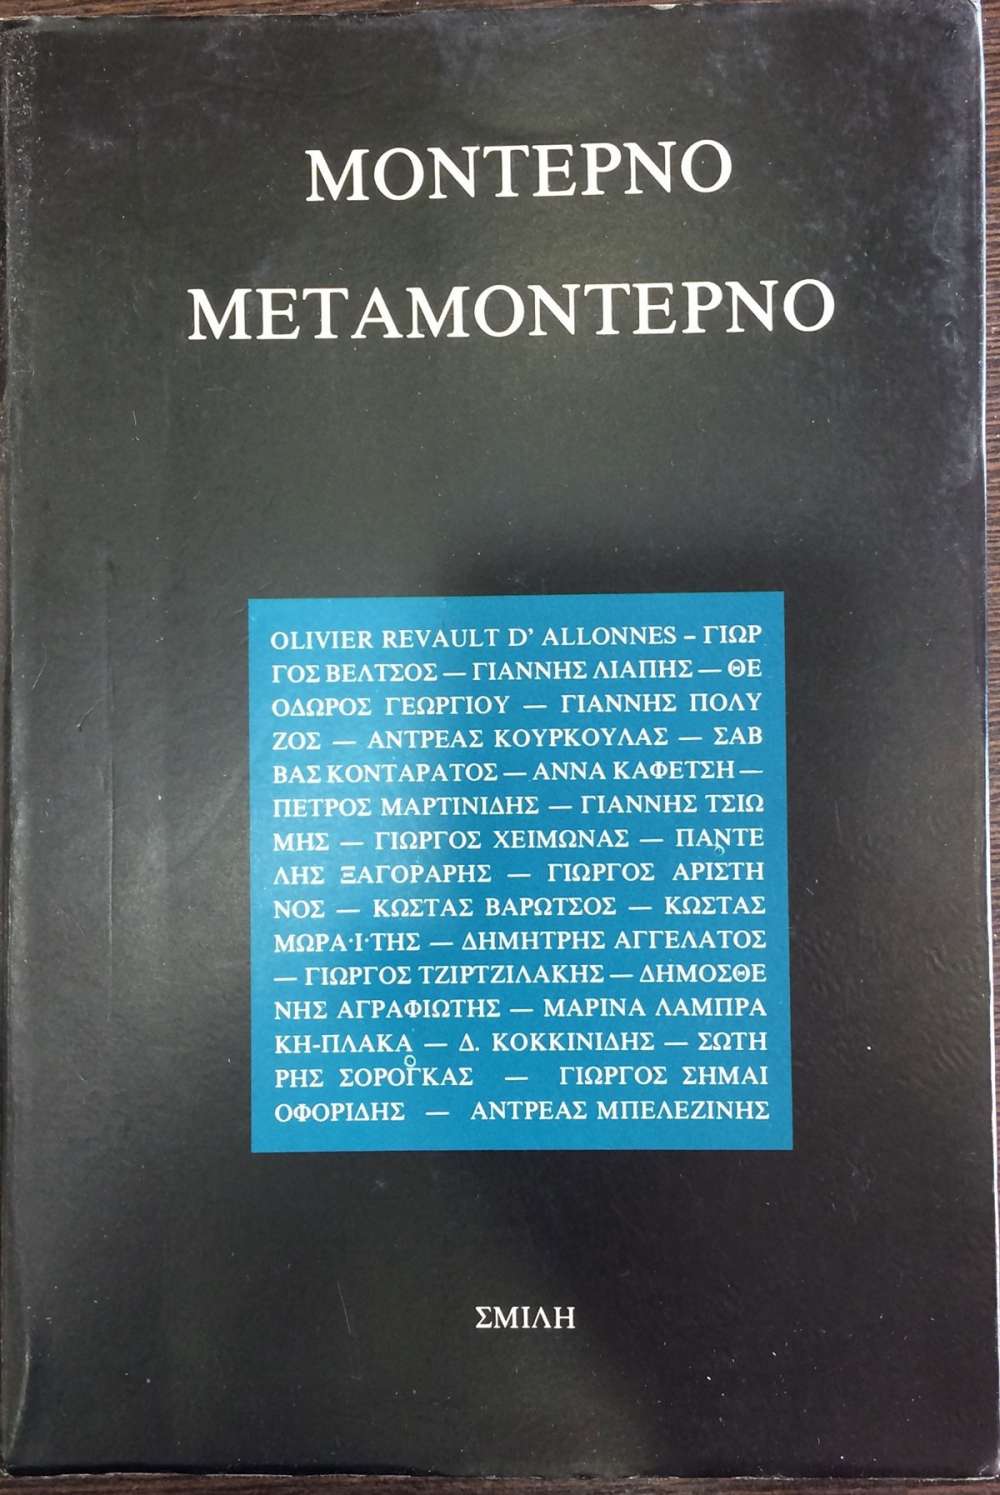 ΜΟΝΤΕΡΝΟ
ΜΕΤΑΜΟΝΤΕΡΝΟ
OLIVIER REVAULT D' ALLONNES – ΓΙΩΡ
ΓΟΣ ΒΕΛΤΣΟΣ — ΓΙΑΝΝΗΣ ΛΙΑΠΗΣ — ΘΕ
ΟΔΩΡΟΣ ΓΕΩΡΓΙΟΥ — ΓΙΑΝΝΗΣ ΠΟΛΥ
ΖΟΣ — ΑΝΤΡΕΑΣ ΚΟΥΡΚΟΥΛΑΣ — ΣΑΒ
ΒΑΣ ΚΟΝΤΑΡΑΤΟΣ — ΑΝΝΑ ΚΑΦΕΤΣΗ —
ΠΕΤΡΟΣ ΜΑΡΤΙΝΙΔΗΣ — ΓΙΑΝΝΗΣ ΤΣΙΩ
ΜΗΣ — ΓΙΩΡΓΟΣ ΧΕΙΜΩΝΑΣ — ΠΑΝΤΕ
ΛΗΣ ΞΑΓΟΡΑΡΗΣ — ΓΙΩΡΓΟΣ ΑΡΙΣΤΗ
ΝΟΣ — ΚΩΣΤΑΣ ΒΑΡΩΤΣΟΣ — ΚΩΣΤΑΣ
ΜΩΡΑ·Ι·ΤΗΣ — ΔΗΜΗΤΡΗΣ ΑΓΓΕΛΑΤΟΣ
— ΓΙΩΡΓΟΣ ΤΖΙΡΤΖΙΛΑΚΗΣ — ΔΗΜΟΣΘΕ
ΝΗΣ ΑΓΡΑΦΙΩΤΗΣ — ΜΑΡΙΝΑ ΛΑΜΠΡΑ
ΚΗ-ΠΛΑΚΑ — Δ. ΚΟΚΚΙΝΙΔΗΣ — ΣΩΤΗ
ΡΗΣ ΣΟΡΟΓΚΑΣ — ΓΙΩΡΓΟΣ ΣΗΜΑΙ
ΟΦΟΡΙΔΗΣ — ΑΝΤΡΕΑΣ ΜΠΕΛΕΖΙΝΗΣ
ΣΜΙΛΗ